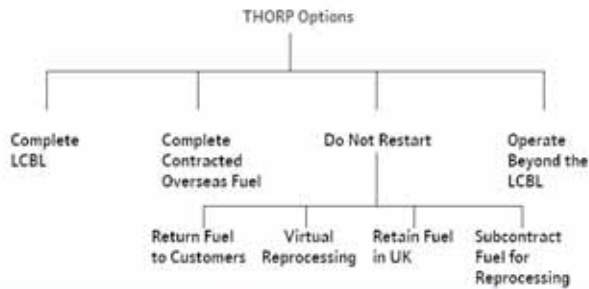 THORP Options
Complete
LCBL
Complete
Contracted
Overseas Fuel
Do Not Restart
Operate
Beyond the
LCBL
Return Fuel
to Customers
Virtual
Reprocessing
Retain Fuel
in UK
Subcontract
Fuel for
Reprocessing